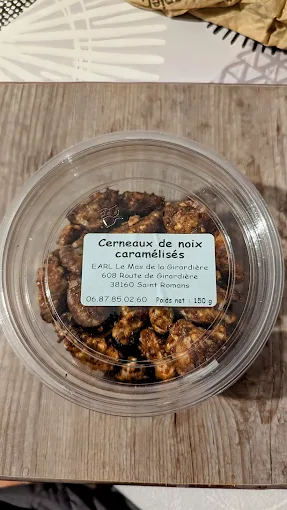 Cerneaux de noix
caramélisés
EARL Le Mas de la Girardière
608 Route de Girardière
38160 Saint Romans
06.87.85.02.60 Poids net : 150 g